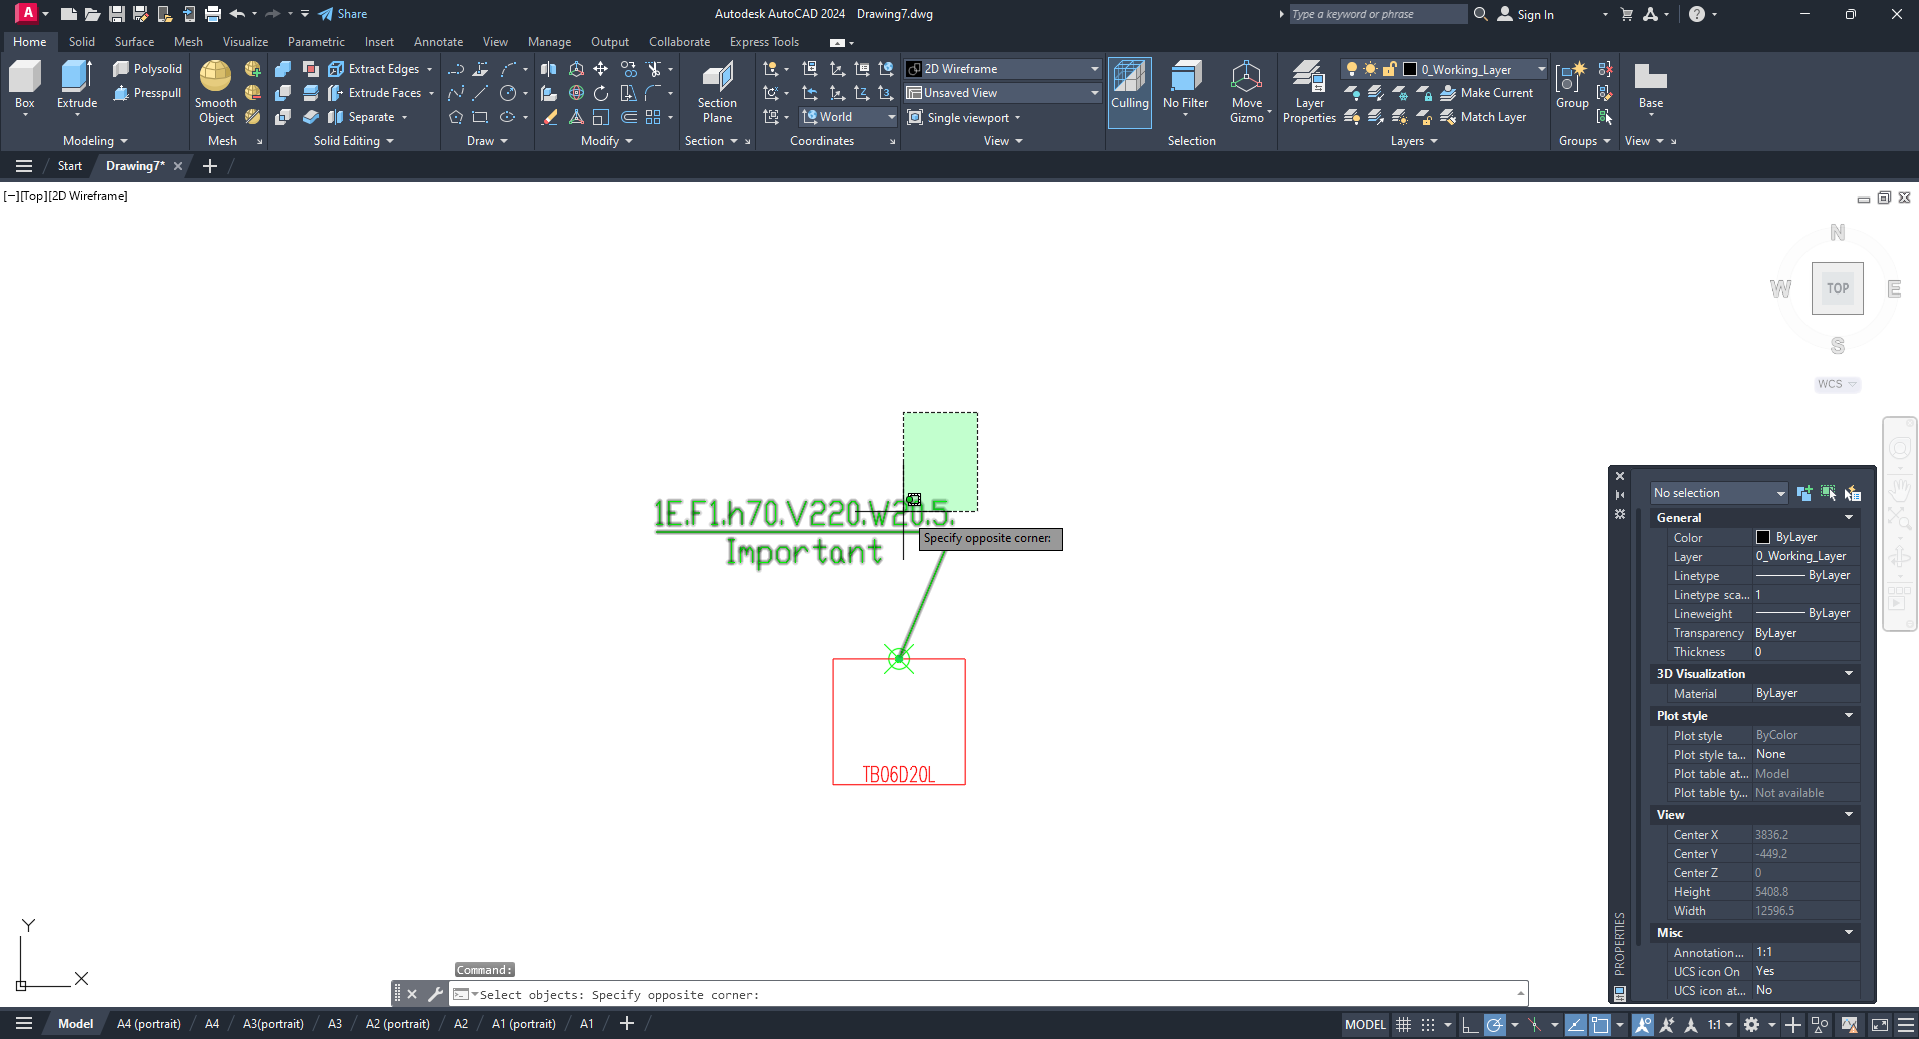 A Share Autodesk AutoCAD 2024 Drawing7.dwg Type a keyword or phrase Sign In
Home Solid Surface Mesh Visualize Parametric Insert Annotate View Manage Output Collaborate Express Tools
Polysolid Extract Edges 2D Wireframe 0_Working_Layer
Presspull Extrude Faces Unsaved View Make Current
Box Extrude Smooth Object Separate Section Plane World Single viewport Culling No Filter Move Gizmo Layer Properties Match Layer Group Base
Modeling Mesh Solid Editing Draw Modify Section Coordinates View Selection Layers Groups View
Start Drawing7*
[−][Top][2D Wireframe]
N
W TOP E
S
WCS
1E.F1.h70.V220.W20.5.
Specify opposite corner:
Important
TB06D20L
No selection
General
Color ByLayer
Layer 0_Working_Layer
Linetype ByLayer
Linetype sca... 1
Lineweight ByLayer
Transparency ByLayer
Thickness 0
3D Visualization
Material ByLayer
Plot style
Plot style ByColor
Plot style ta... None
Plot table at... Model
Plot table ty... Not available
View
Center X 3836.2
Center Y -449.2
Center Z 0
Height 5408.8
Width 12596.5
Misc
Annotation... 1:1
UCS icon On Yes
UCS icon at... No
PROPERTIES
Y
X
Command:
Select objects: Specify opposite corner:
Model A4 (portrait) A4 A3(portrait) A3 A2 (portrait) A2 A1 (portrait) A1 MODEL 1:1